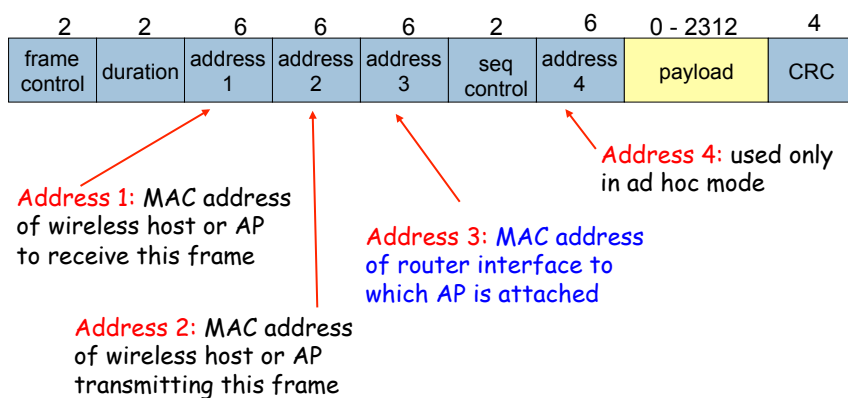 2 2 6 6 6 2 6 0 - 2312 4
frame control
duration
address 1
address 2
address 3
seq control
address 4
payload
CRC
Address 4: used only
in ad hoc mode
Address 1: MAC address
of wireless host or AP
to receive this frame
Address 3: MAC address
of router interface to
which AP is attached
Address 2: MAC address
of wireless host or AP
transmitting this frame